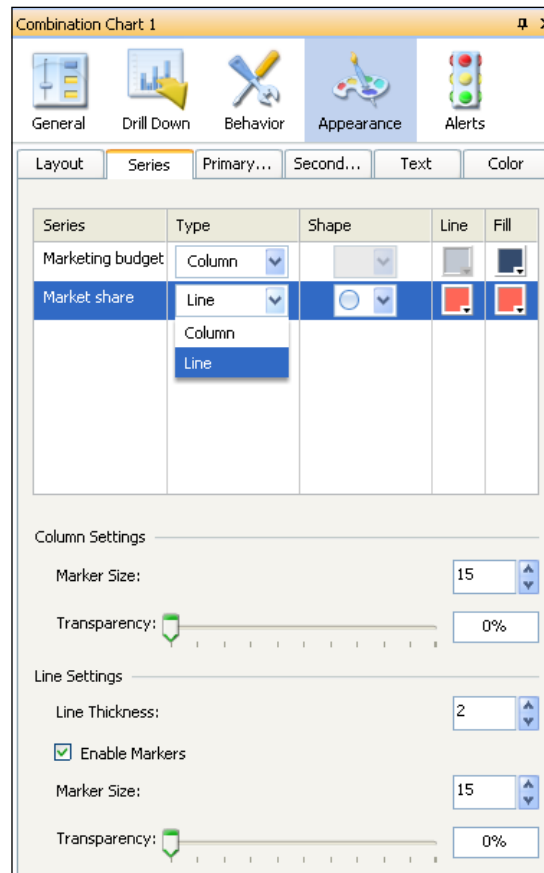 Combination Chart 1
General Drill Down Behavior Appearance Alerts
Layout Series Primary... Second... Text Color
Series Type Shape Line Fill
Marketing budget Column
Market share Line
Column
Line
Column Settings
Marker Size: 15
Transparency: 0%
Line Settings
Line Thickness: 2
Enable Markers
Marker Size: 15
Transparency: 0%